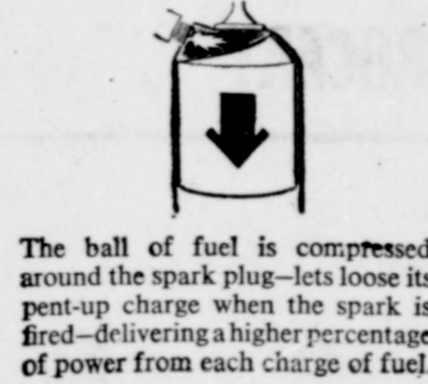 The ball of fuel is compressed
around the spark plug—lets loose its
pent-up charge when the spark is
fired—delivering a higher percentage
of power from each charge of fuel.